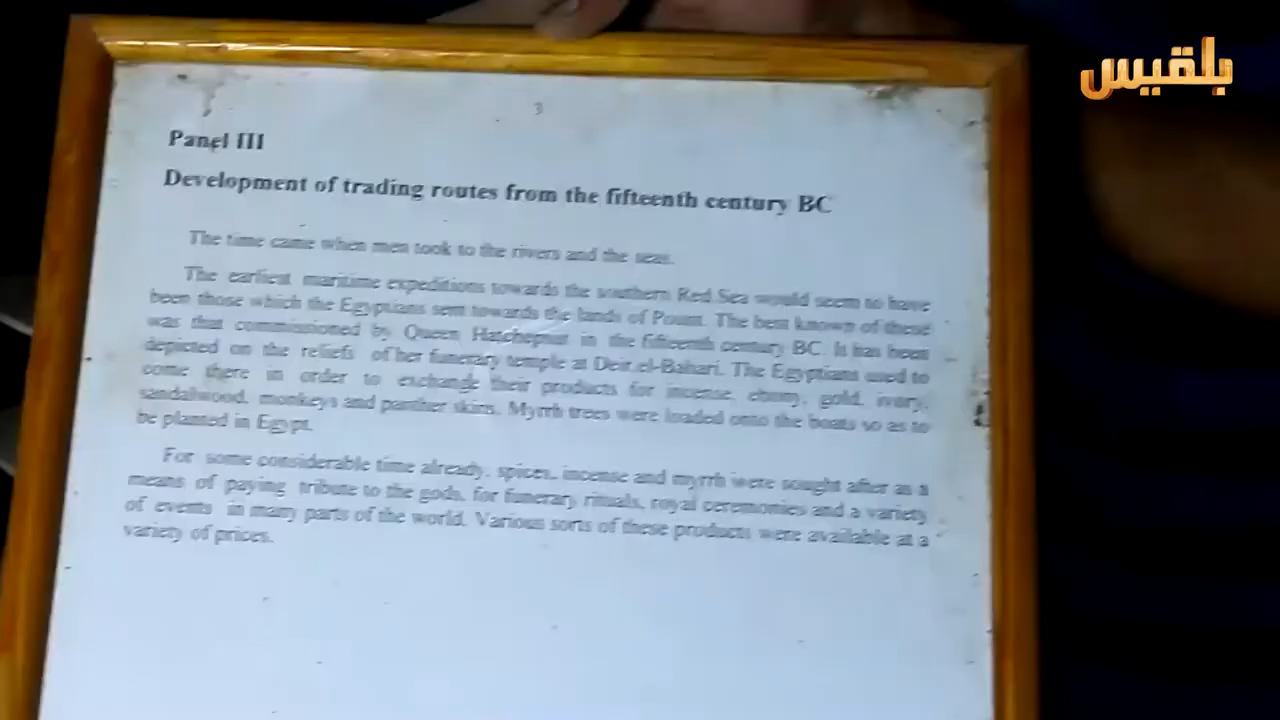 بلقيس
3
Panel III
Development of trading routes from the fifteenth century BC
The time came when men took to the rivers and the seas.
The earliest maritime expeditions towards the southern Red Sea would seem to have
been those which the Egyptians sent towards the lands of Pount. The best known of these
was that commissioned by Queen Hatchepsut in the fifteenth century BC. It has been
depicted on the reliefs of her funerary temple at Deir el-Bahari. The Egyptians used to
come there in order to exchange their products for incense, ebony, gold, ivory,
sandalwood, monkeys and panther skins. Myrrh trees were loaded onto the boats so as to
be planted in Egypt.
For some considerable time already, spices, incense and myrrh were sought after as a
means of paying tribute to the gods, for funerary rituals, royal ceremonies and a variety
of events in many parts of the world. Various sorts of these products were available at a
variety of prices.